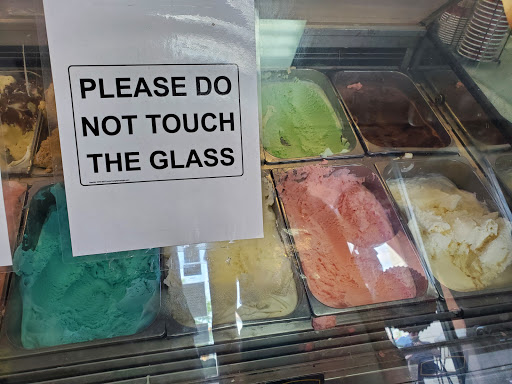 PLEASE DO
NOT TOUCH
THE GLASS